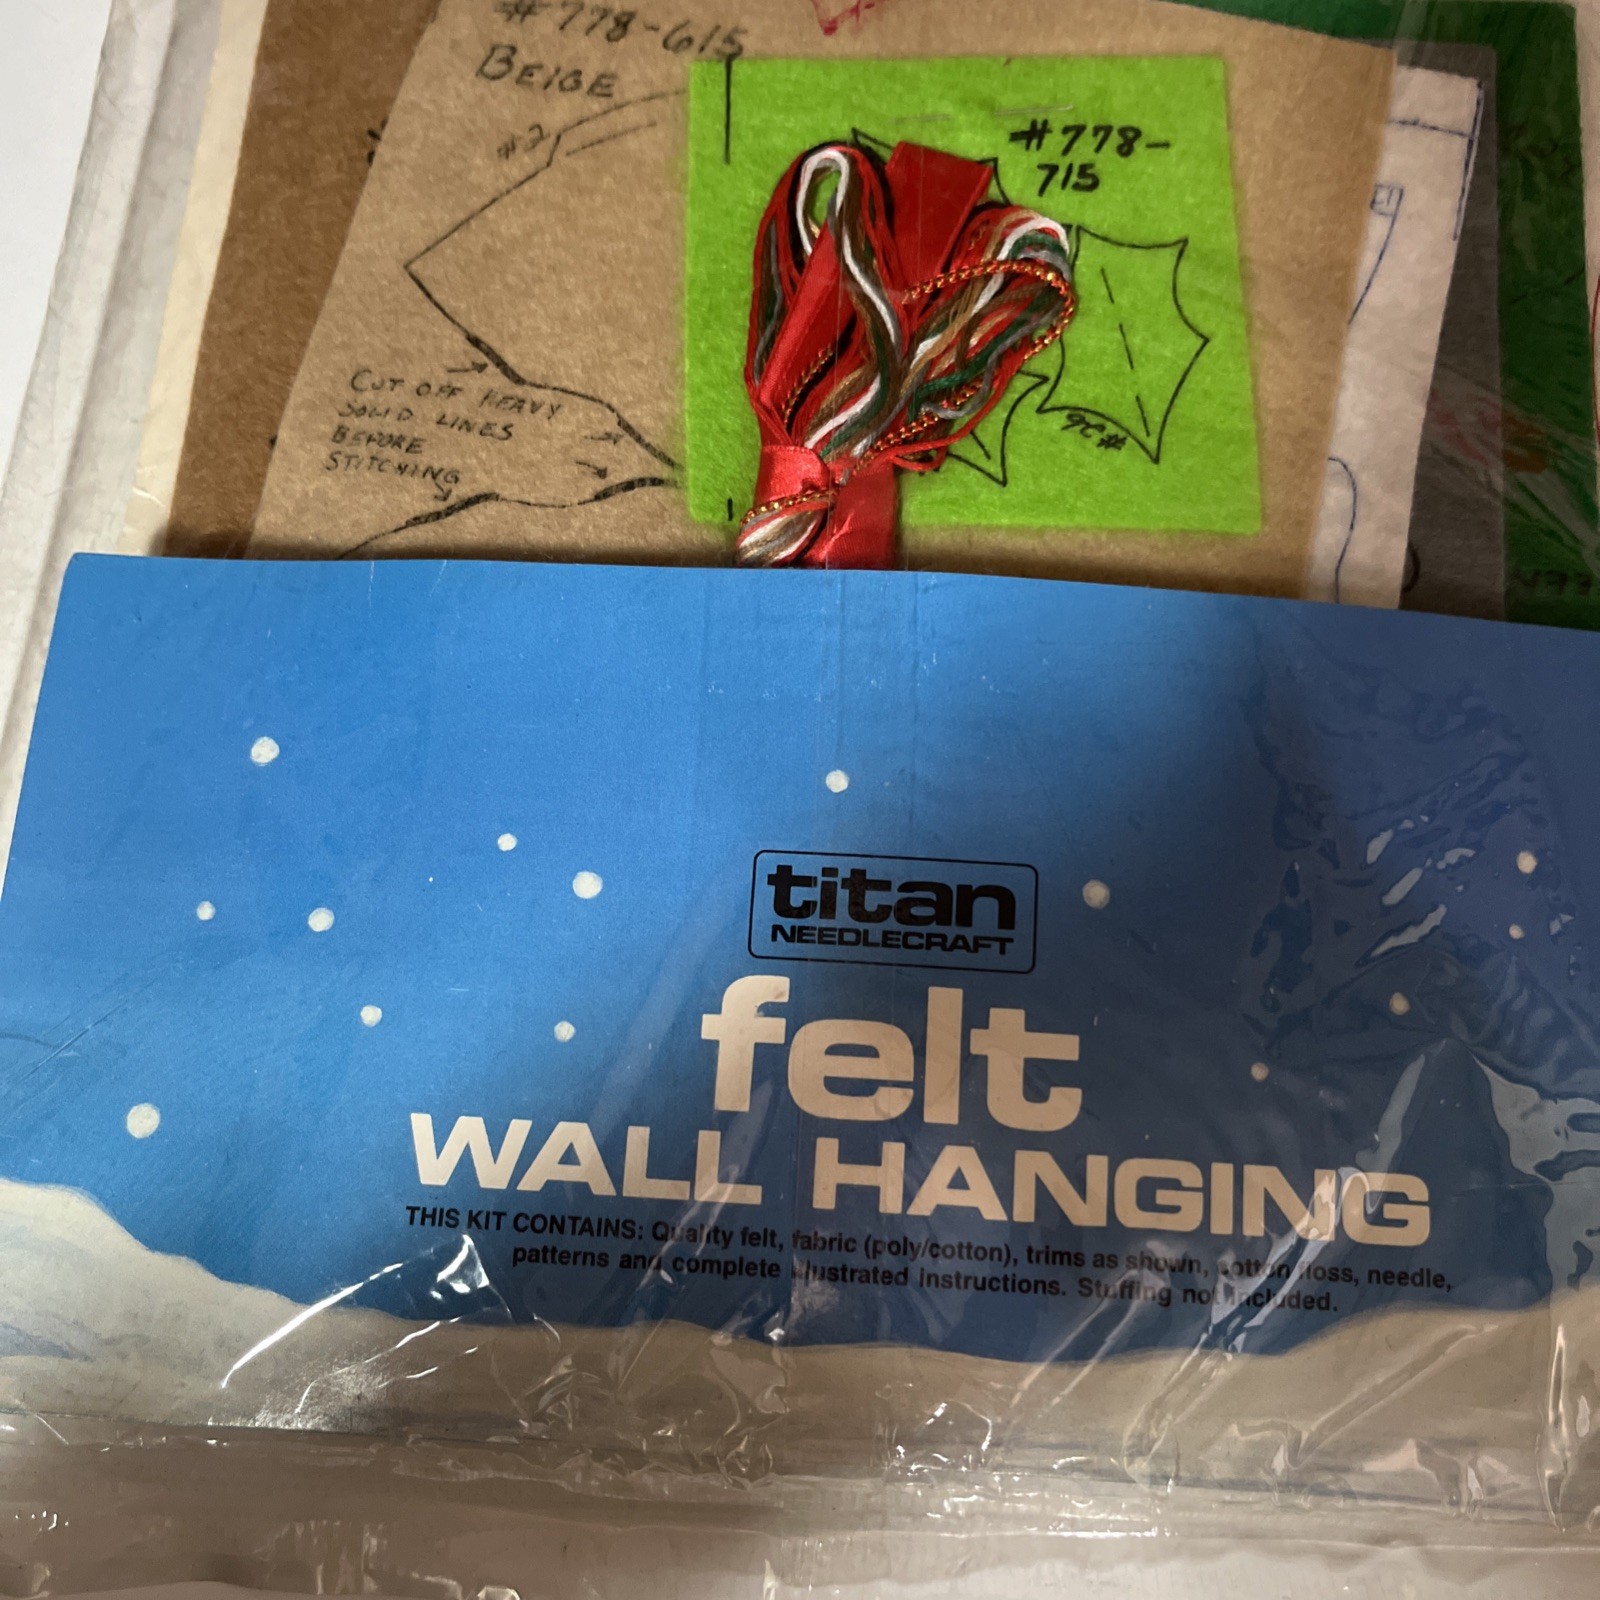 #778-615
BEIGE
#2
#778-
715
CUT OFF HEAVY
SOLID LINES
BEFORE
STITCHING
#26
titan
NEEDLECRAFT
felt
WALL HANGING
THIS KIT CONTAINS: Quality felt, fabric (poly/cotton), trims as shown, cotton floss, needle,
patterns and complete illustrated instructions. Stuffing not included.